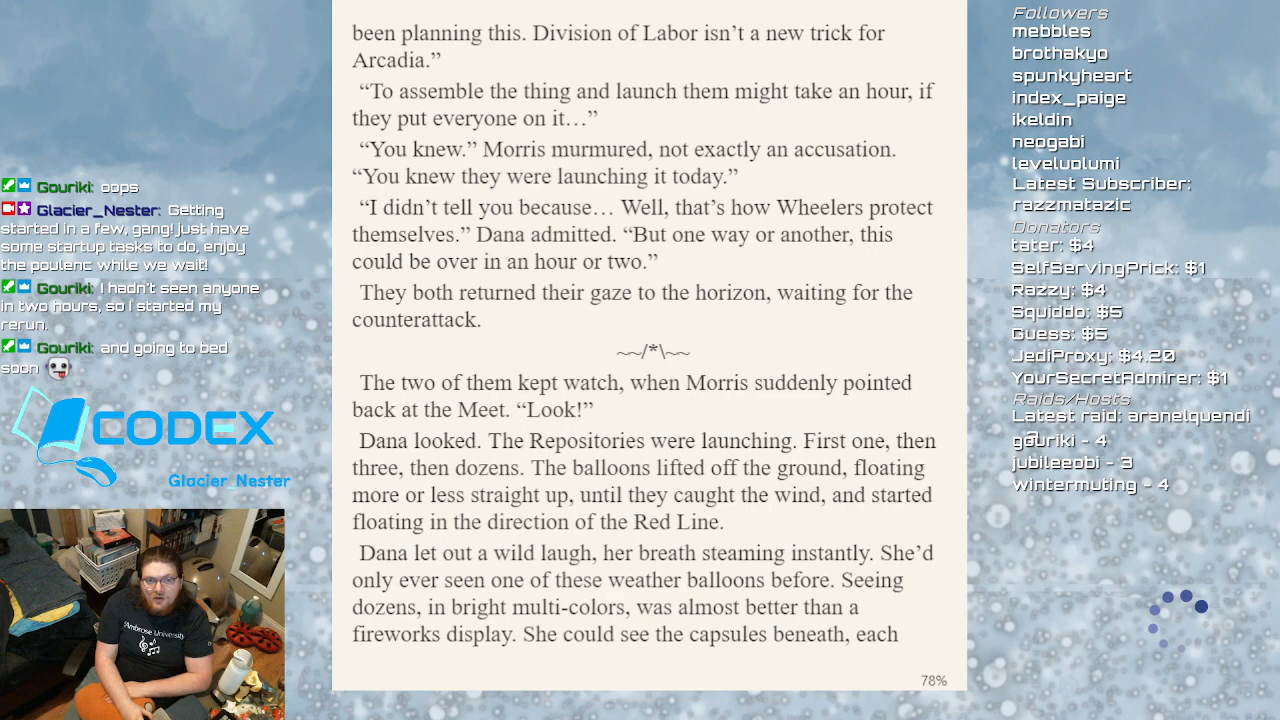 been planning this. Division of Labor isn’t a new trick for
Arcadia.”
“To assemble the thing and launch them might take an hour, if
they put everyone on it…”
“You knew.” Morris murmured, not exactly an accusation.
“You knew they were launching it today.”
“I didn’t tell you because… Well, that’s how Wheelers protect
themselves.” Dana admitted. “But one way or another, this
could be over in an hour or two.”
They both returned their gaze to the horizon, waiting for the
counterattack.
~~/*\~~
The two of them kept watch, when Morris suddenly pointed
back at the Meet. “Look!”
Dana looked. The Repositories were launching. First one, then
three, then dozens. The balloons lifted off the ground, floating
more or less straight up, until they caught the wind, and started
floating in the direction of the Red Line.
Dana let out a wild laugh, her breath steaming instantly. She’d
only ever seen one of these weather balloons before. Seeing
dozens, in bright multi-colors, was almost better than a
fireworks display. She could see the capsules beneath, each
78%
Gouriki: oops
Glacier_Nester: Getting
started in a few, gang! just have
some startup tasks to do, enjoy
the poulenc while we wait!
Gouriki: I hadn't seen anyone
in two hours, so I started my
rerun.
Gouriki: and going to bed
soon
CODEX
Glacier_Nester
Ambrose University
Followers
mebbles
brothakyo
spunkyheart
index_paige
ikeldin
neogabi
leveluplumi
Latest Subscriber:
razzmatazic
Donators
tater: $4
SelfServingPrick: $1
Razzy: $4
Squiddo: $5
Guess: $5
JediProxy: $4.20
YourSecretAdmirer: $1
Raids/Hosts
Latest raid: aranelquendi
gouriki - 4
jubileepbi - 3
wintermuting - 4